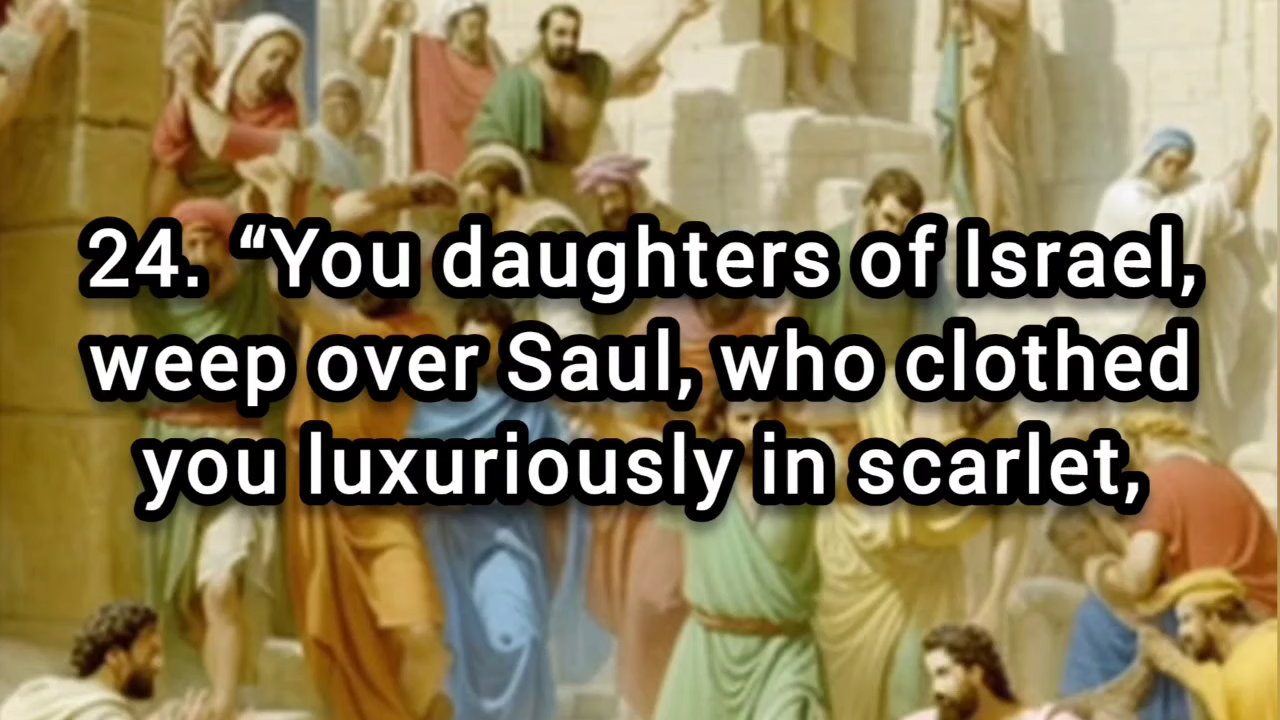 24. “You daughters of Israel,
weep over Saul, who clothed
you luxuriously in scarlet,